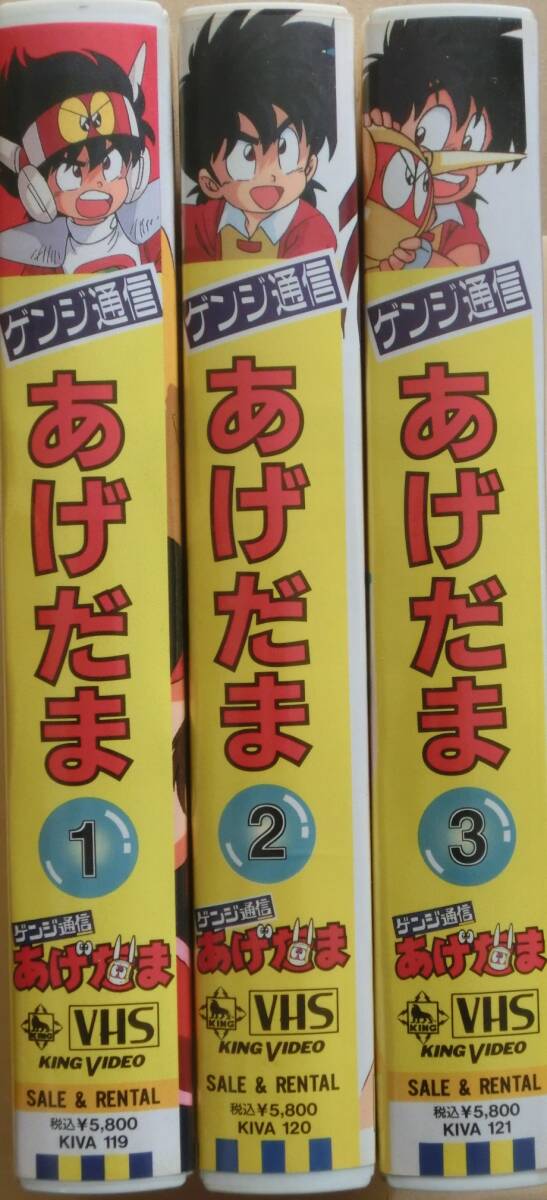 ゲンジ通信
あげだま
1
ゲンジ通信
あげだま
KING
VHS
KING VIDEO
SALE & RENTAL
税込¥5,800
KIVA 119
ゲンジ通信
あげだま
2
ゲンジ通信
あげだま
KING
VHS
KING VIDEO
SALE & RENTAL
税込¥5,800
KIVA 120
ゲンジ通信
あげだま
3
ゲンジ通信
あげだま
KING
VHS
KING VIDEO
SALE & RENTAL
税込¥5,800
KIVA 121